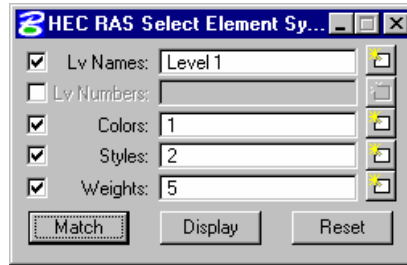 HEC RAS Select Element Sy...
Lv Names: Level 1
Lv Numbers:
Colors: 1
Styles: 2
Weights: 5
Match Display Reset